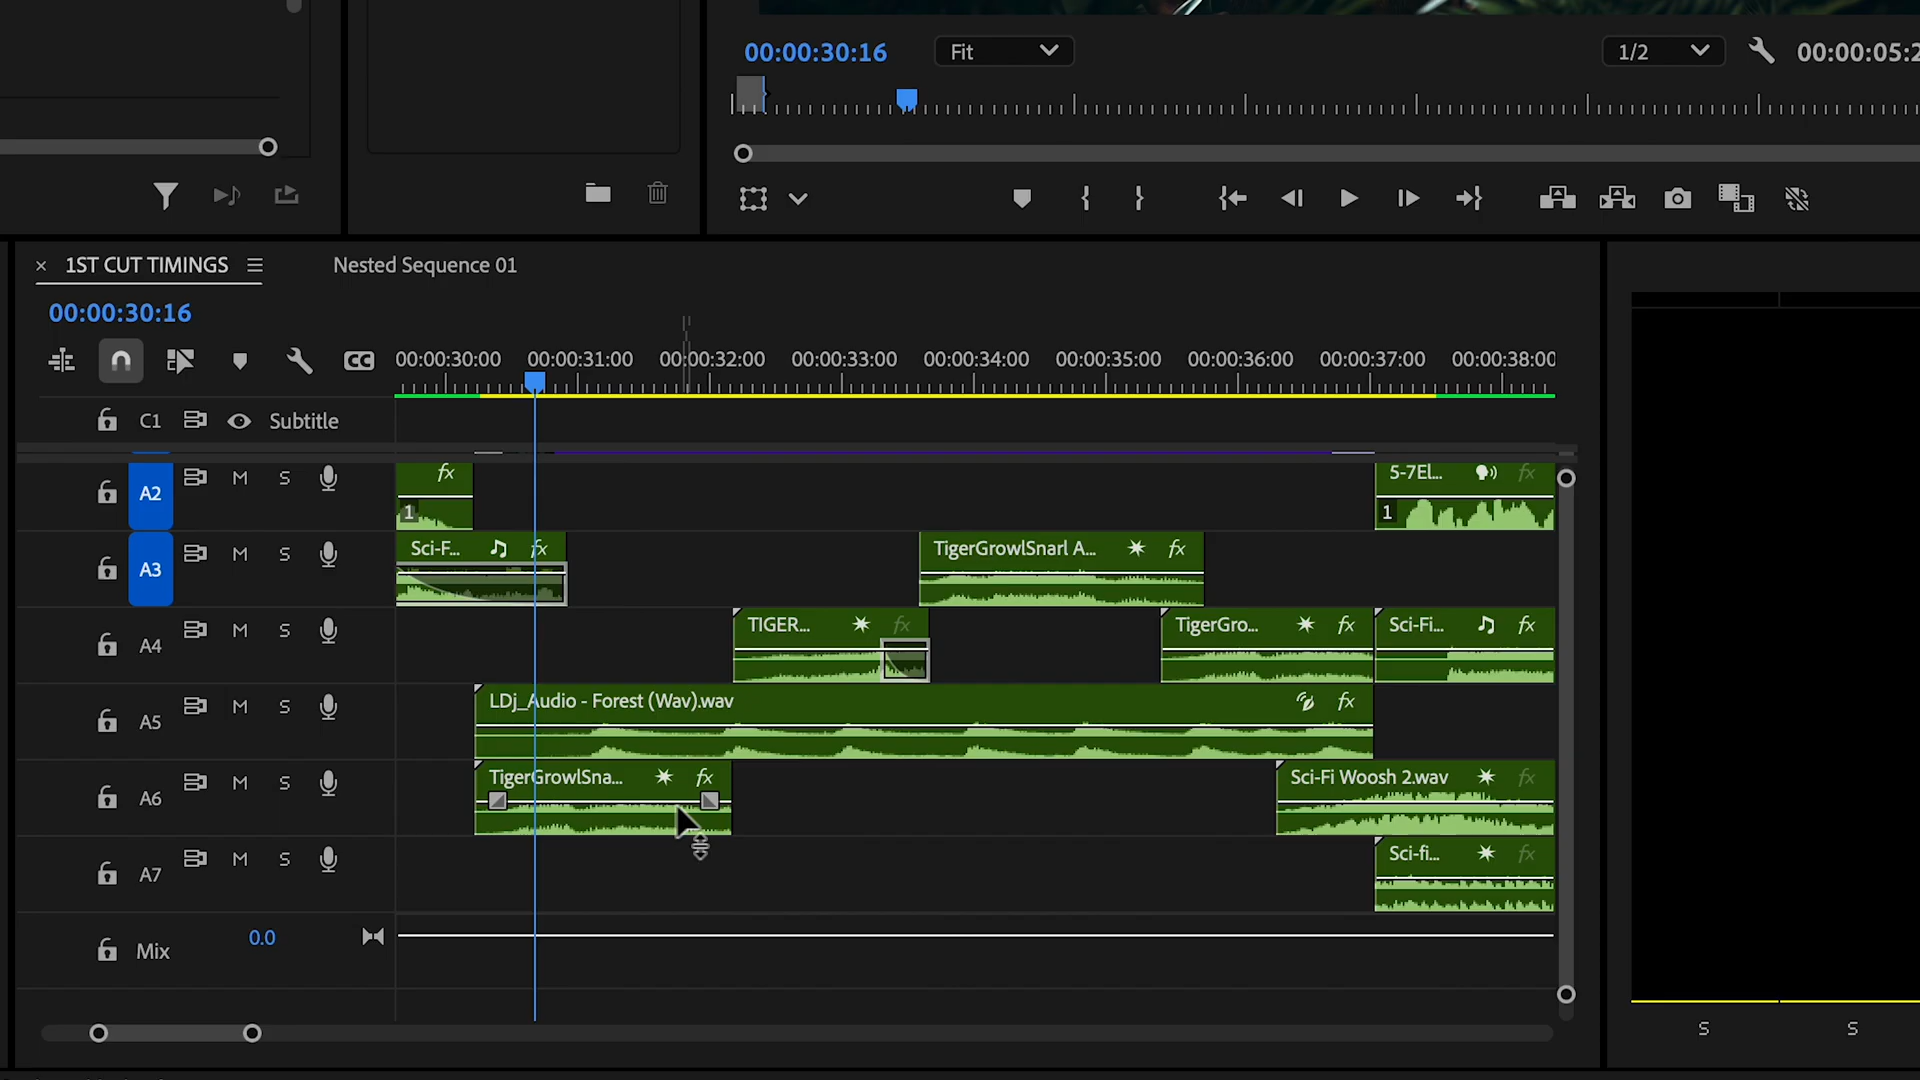 00:00:30:16
Fit
1/2
00:00:05:2
1ST CUT TIMINGS
Nested Sequence 01
00:00:30:16
CC
00:00:30:00 00:00:31:00 00:00:32:00 00:00:33:00 00:00:34:00 00:00:35:00 00:00:36:00 00:00:37:00 00:00:38:00
C1 Subtitle
A2 M S
fx
1
5-7El... fx
1
A3 M S
Sci-F... fx
TigerGrowlSnarl A... fx
A4 M S
TIGER... fx
TigerGro... fx
Sci-Fi... fx
A5 M S
LDj_Audio - Forest (Wav).wav fx
A6 M S
TigerGrowlSna... fx
Sci-Fi Woosh 2.wav fx
A7 M S
Sci-fi... fx
Mix 0.0
S S